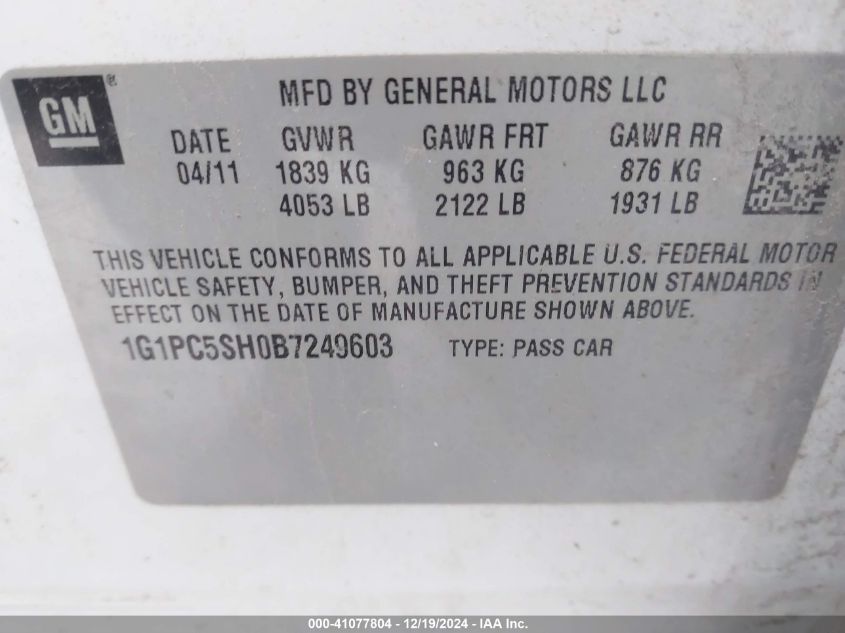 GM®
MFD BY GENERAL MOTORS LLC
DATE GVWR GAWR FRT GAWR RR
04/11 1839 KG 963 KG 876 KG
4053 LB 2122 LB 1931 LB
THIS VEHICLE CONFORMS TO ALL APPLICABLE U.S. FEDERAL MOTOR
VEHICLE SAFETY, BUMPER, AND THEFT PREVENTION STANDARDS IN
EFFECT ON THE DATE OF MANUFACTURE SHOWN ABOVE.
1G1PC5SH0B7249603 TYPE: PASS CAR
000-41077804 - 12/19/2024 - IAA Inc.